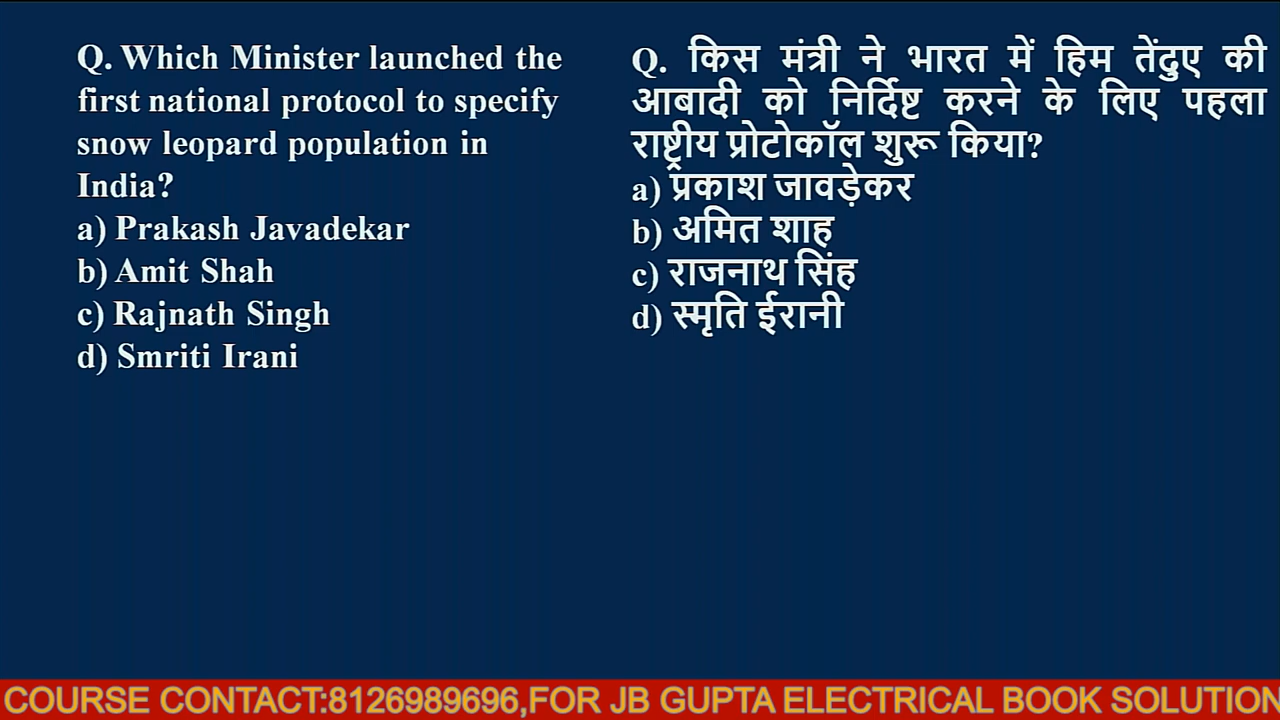 Q. Which Minister launched the
first national protocol to specify
snow leopard population in
India?
a) Prakash Javadekar
b) Amit Shah
c) Rajnath Singh
d) Smriti Irani
Q. किस मंत्री ने भारत में हिम तेंदुए की
आबादी को निर्दिष्ट करने के लिए पहला
राष्ट्रीय प्रोटोकॉल शुरू किया?
a) प्रकाश जावड़ेकर
b) अमित शाह
c) राजनाथ सिंह
d) स्मृति ईरानी
COURSE CONTACT:8126989696,FOR JB GUPTA ELECTRICAL BOOK SOLUTION